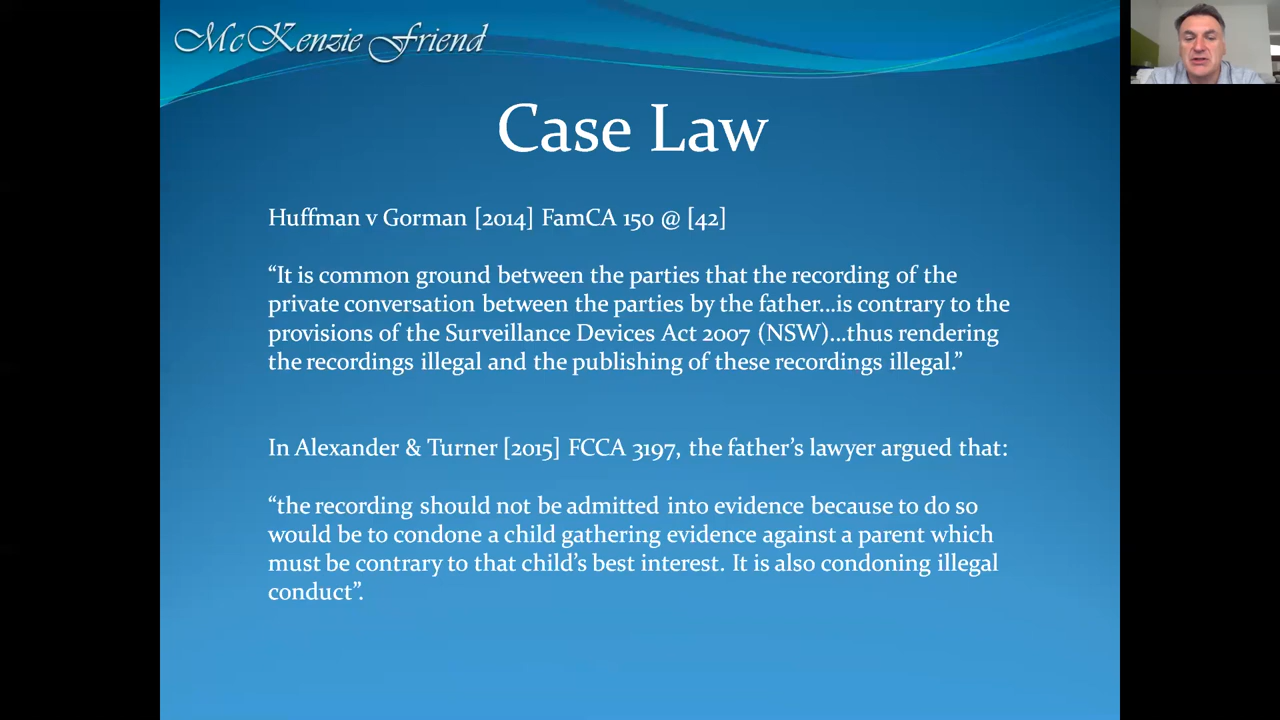 McKenzie Friend
Case Law
Huffman v Gorman [2014] FamCA 150 @ [42]
“It is common ground between the parties that the recording of the
private conversation between the parties by the father...is contrary to the
provisions of the Surveillance Devices Act 2007 (NSW)...thus rendering
the recordings illegal and the publishing of these recordings illegal.”
In Alexander & Turner [2015] FCCA 3197, the father’s lawyer argued that:
“the recording should not be admitted into evidence because to do so
would be to condone a child gathering evidence against a parent which
must be contrary to that child’s best interest. It is also condoning illegal
conduct”.